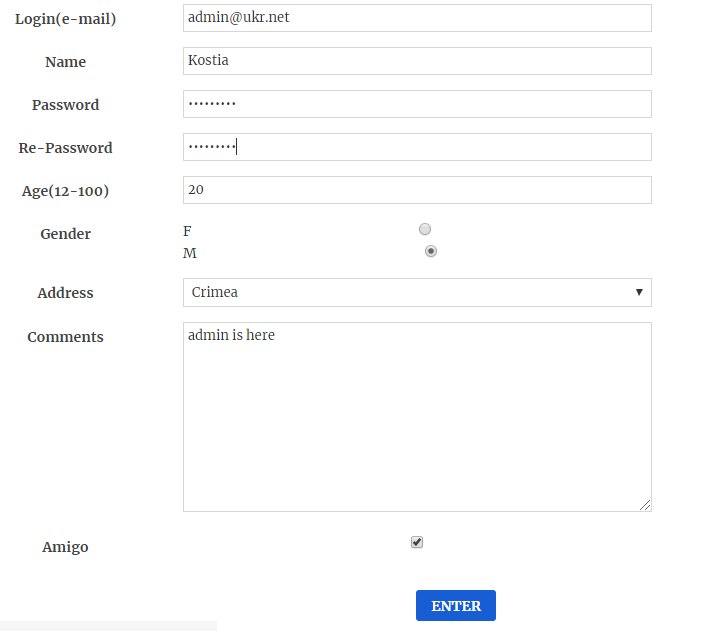 Login(e-mail) admin@ukr.net
Name Kostia
Password •••••••••
Re-Password •••••••••
Age(12-100) 20
Gender F
M
Address Crimea
Comments admin is here
Amigo
ENTER